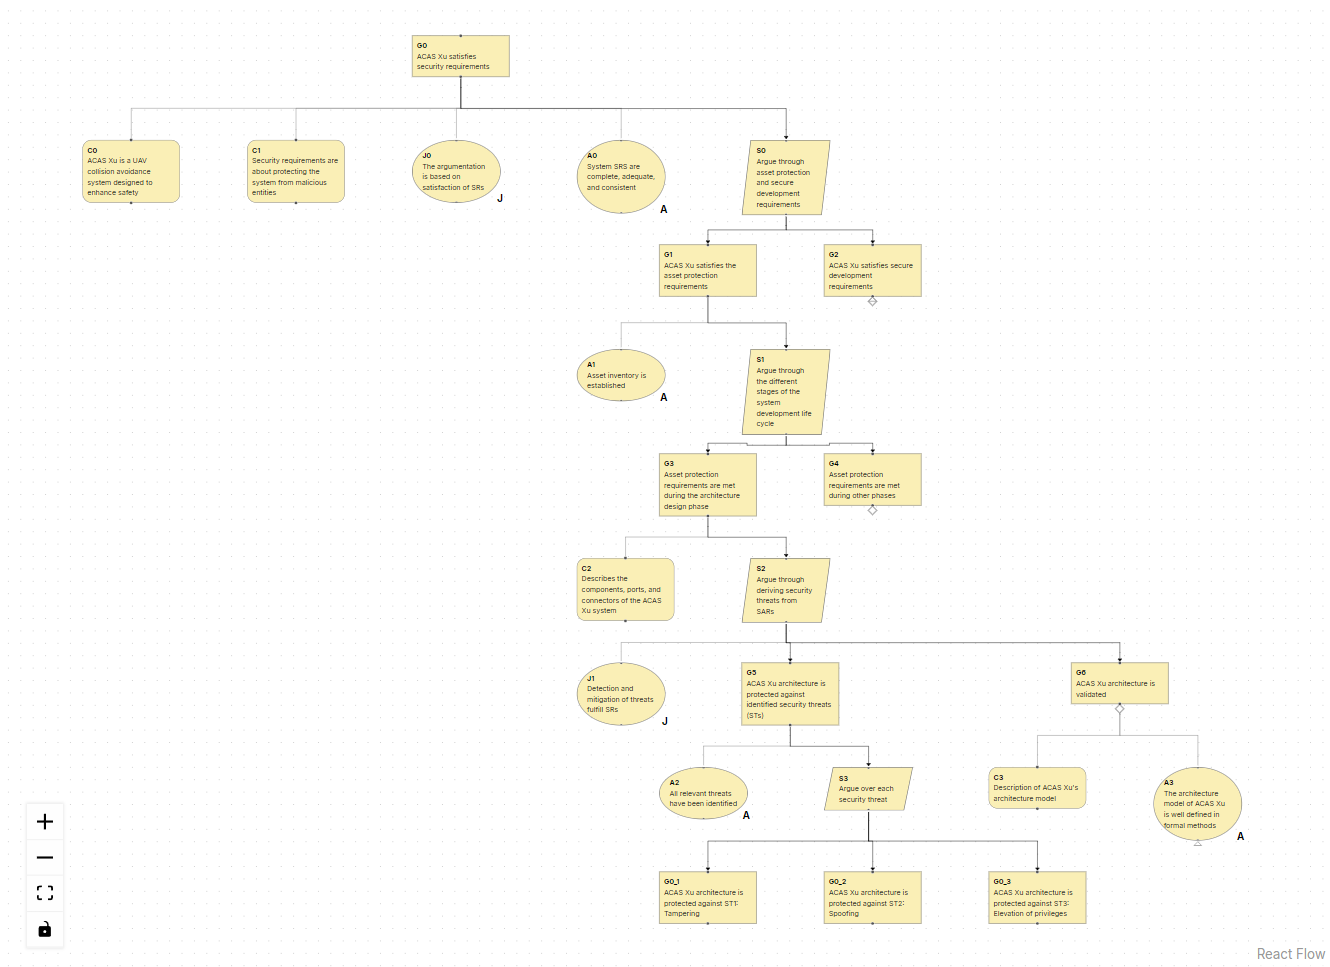 G0
ACAS Xu satisfies
security requirements
C0
ACAS Xu is a UAV
collision avoidance
system designed to
enhance safety
C1
Security requirements are
about protecting the
system from malicious
entities
J0
The argumentation
is based on
satisfaction of SRs
J
A0
System SRS are
complete, adequate,
and consistent
A
S0
Argue through
asset protection
and secure
development
requirements
G1
ACAS Xu satisfies the
asset protection
requirements
G2
ACAS Xu satisfies secure
development
requirements
A1
Asset inventory is
established
A
S1
Argue through
the different
stages of the
system
development life
cycle
G3
Asset protection
requirements are met
during the architecture
design phase
G4
Asset protection
requirements are met
during other phases
C2
Describes the
components, ports, and
connectors of the ACAS
Xu system
S2
Argue through
deriving security
threats from
SARs
J1
Detection and
mitigation of threats
fulfill SRs
J
G5
ACAS Xu architecture is
protected against
identified security threats
(STs)
G6
ACAS Xu architecture is
validated
A2
All relevant threats
have been identified
A
S3
Argue over each
security threat
C3
Description of ACAS Xu's
architecture model
A3
The architecture
model of ACAS Xu
is well defined in
formal methods
A
G0_1
ACAS Xu architecture is
protected against ST1:
Tampering
G0_2
ACAS Xu architecture is
protected against ST2:
Spoofing
G0_3
ACAS Xu architecture is
protected against ST3:
Elevation of privileges
React Flow